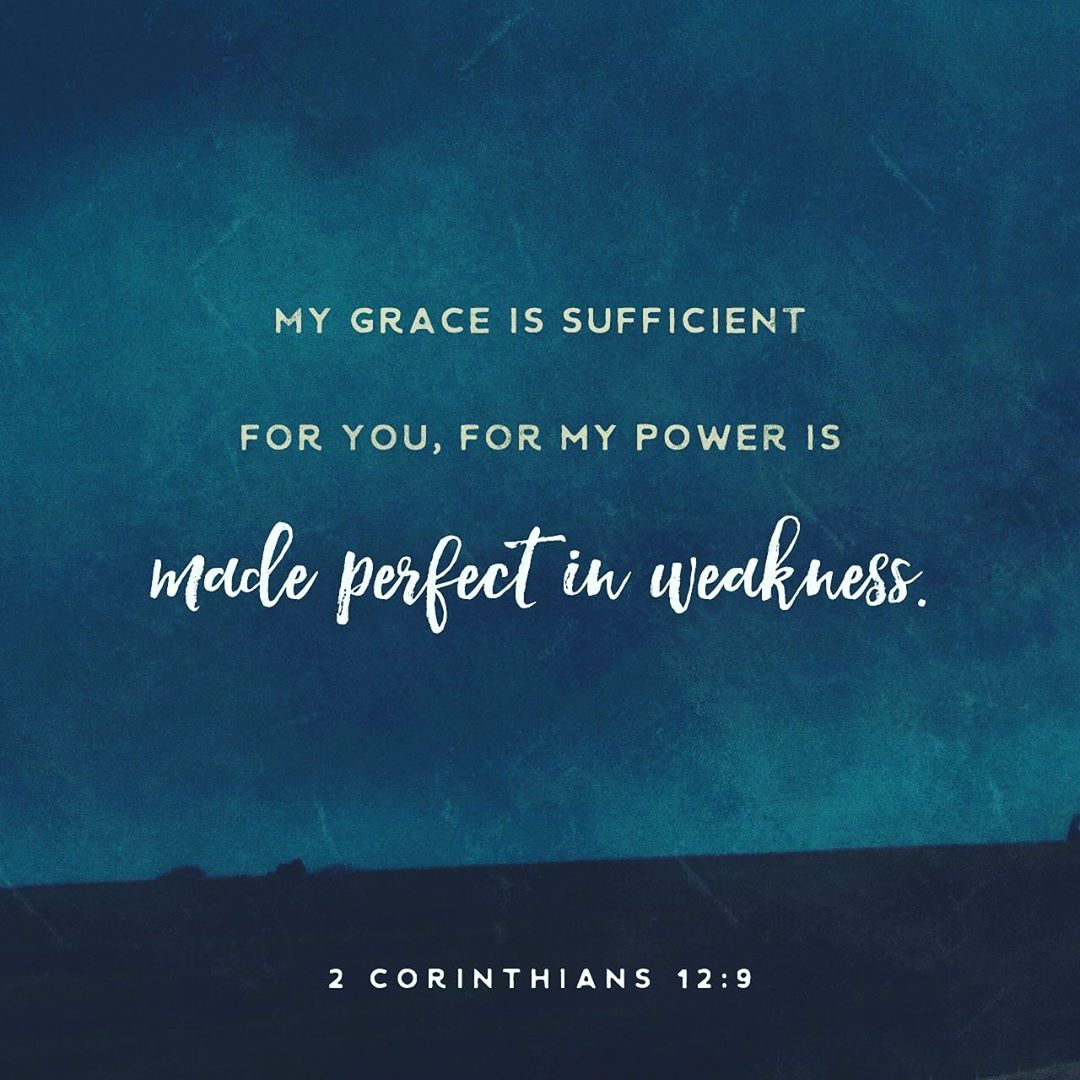 MY GRACE IS SUFFICIENT
FOR YOU, FOR MY POWER IS
made perfect in weakness.
2 CORINTHIANS 12:9